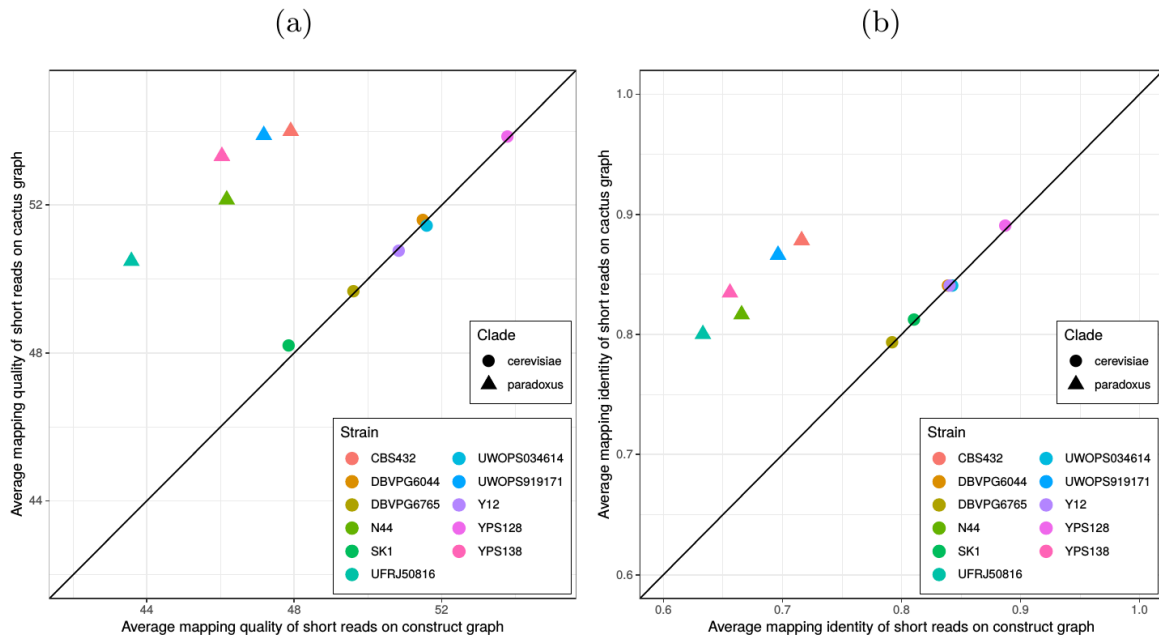 (a)
Average mapping quality of short reads on cactus graph
52
48
44
44
48
52
Average mapping quality of short reads on construct graph
Clade
cerevisiae
paradoxus
Strain
CBS432
DBVPG6044
DBVPG6765
N44
SK1
UFRJ50816
UWOPS034614
UWOPS919171
Y12
YPS128
YPS138
(b)
Average mapping identity of short reads on cactus graph
1.0
0.9
0.8
0.7
0.6
0.6
0.7
0.8
0.9
1.0
Average mapping identity of short reads on construct graph
Clade
cerevisiae
paradoxus
Strain
CBS432
DBVPG6044
DBVPG6765
N44
SK1
UFRJ50816
UWOPS034614
UWOPS919171
Y12
YPS128
YPS138